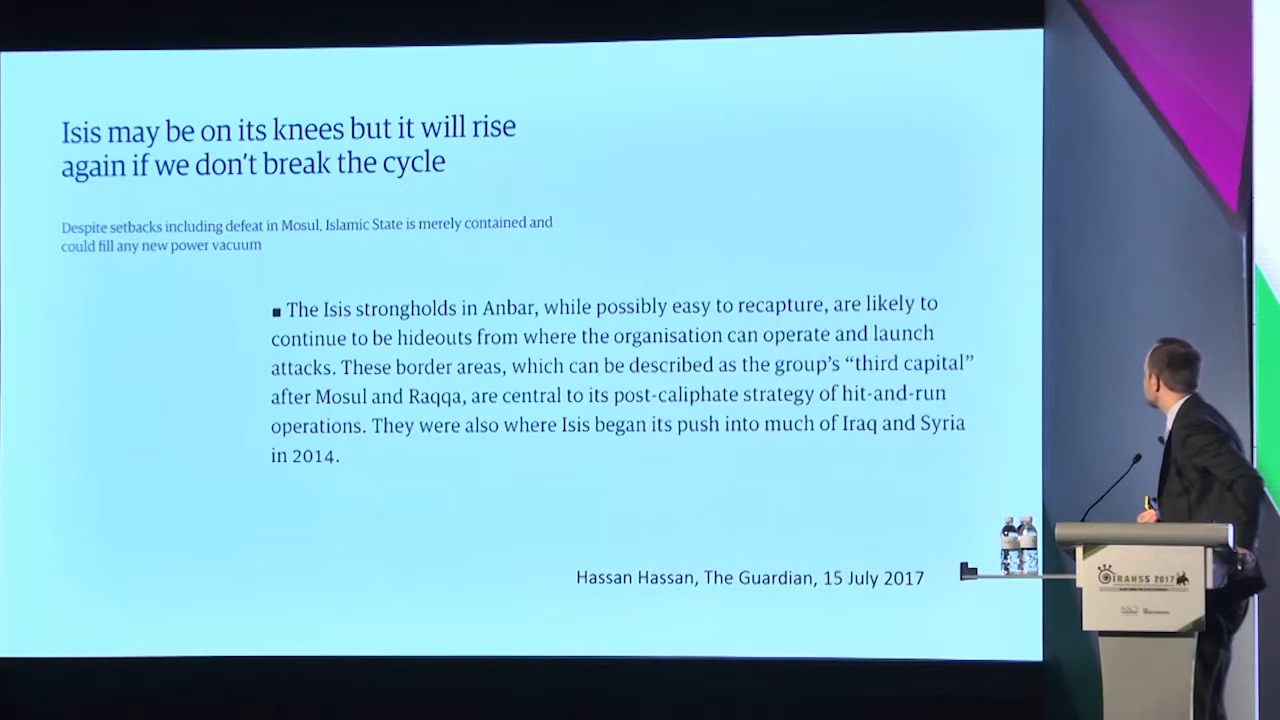 Isis may be on its knees but it will rise
again if we don't break the cycle
Despite setbacks including defeat in Mosul, Islamic State is merely contained and
could fill any new power vacuum
■ The Isis strongholds in Anbar, while possibly easy to recapture, are likely to
continue to be hideouts from where the organisation can operate and launch
attacks. These border areas, which can be described as the group's “third capital”
after Mosul and Raqqa, are central to its post-caliphate strategy of hit-and-run
operations. They were also where Isis began its push into much of Iraq and Syria
in 2014.
Hassan Hassan, The Guardian, 15 July 2017
IRAHSS 2017